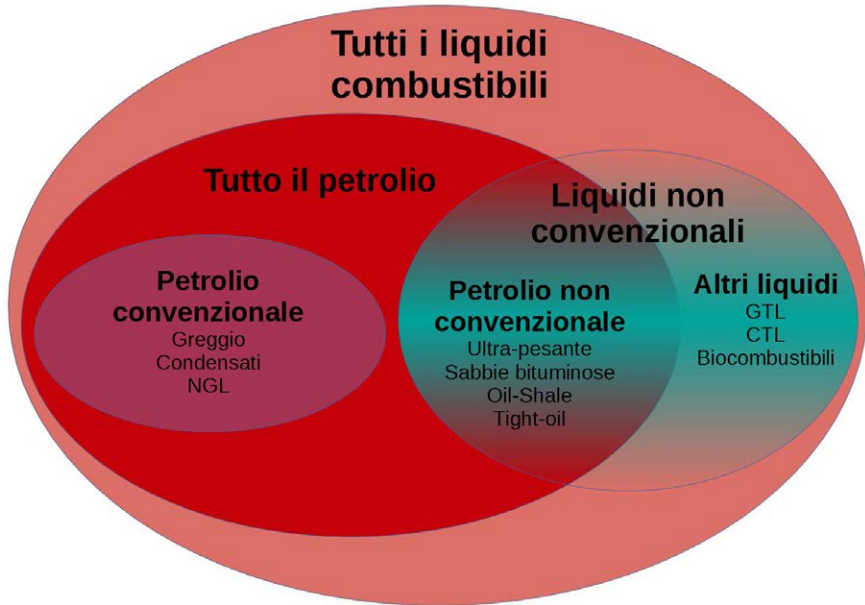 Tutti i liquidi
combustibili
Tutto il petrolio
Liquidi non
convenzionali
Petrolio
convenzionale
Greggio
Condensati
NGL
Petrolio non
convenzionale
Ultra-pesante
Sabbie bituminose
Oil-Shale
Tight-oil
Altri liquidi
GTL
CTL
Biocombustibili